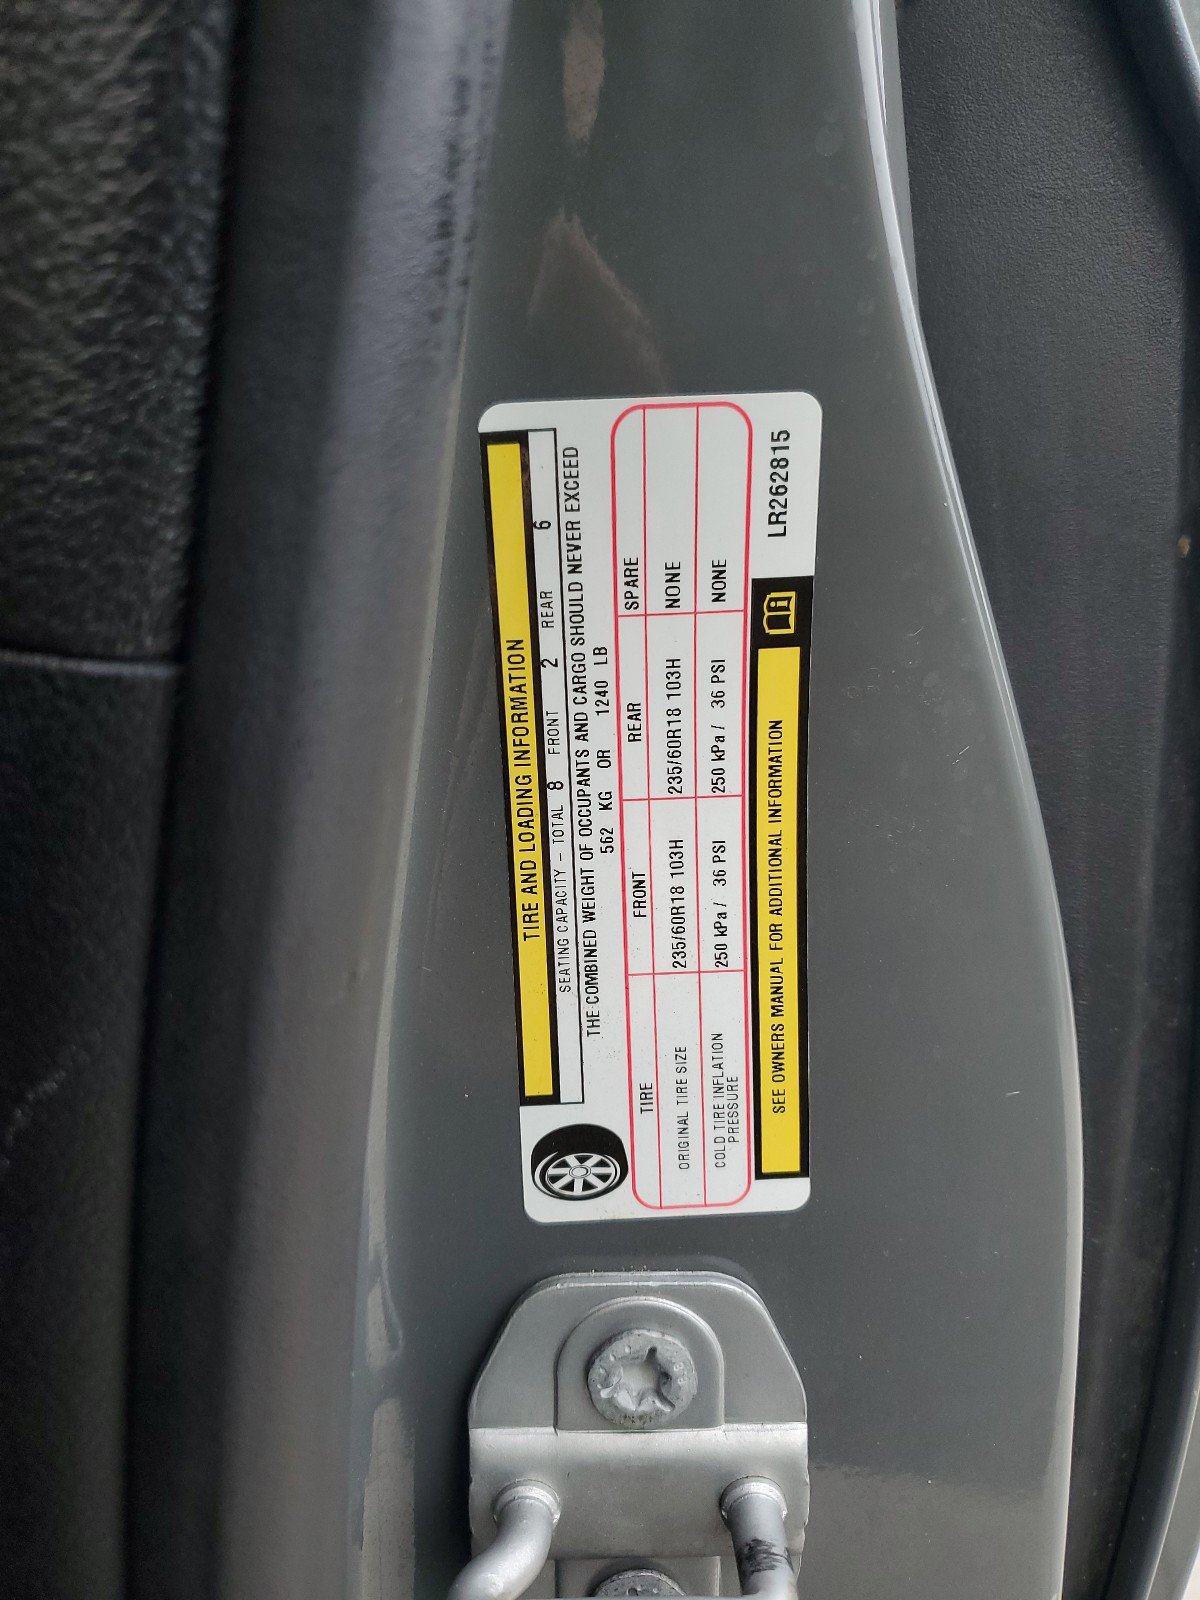 TIRE AND LOADING INFORMATION
SEATING CAPACITY - TOTAL 8 FRONT 2 REAR 6
THE COMBINED WEIGHT OF OCCUPANTS AND CARGO SHOULD NEVER EXCEED
562 KG OR 1240 LB
TIRE FRONT REAR SPARE
ORIGINAL TIRE SIZE 235/60R18 103H 235/60R18 103H NONE
COLD TIRE INFLATION
PRESSURE 250 kPa / 36 PSI 250 kPa / 36 PSI NONE
SEE OWNERS MANUAL FOR ADDITIONAL INFORMATION
LR262815